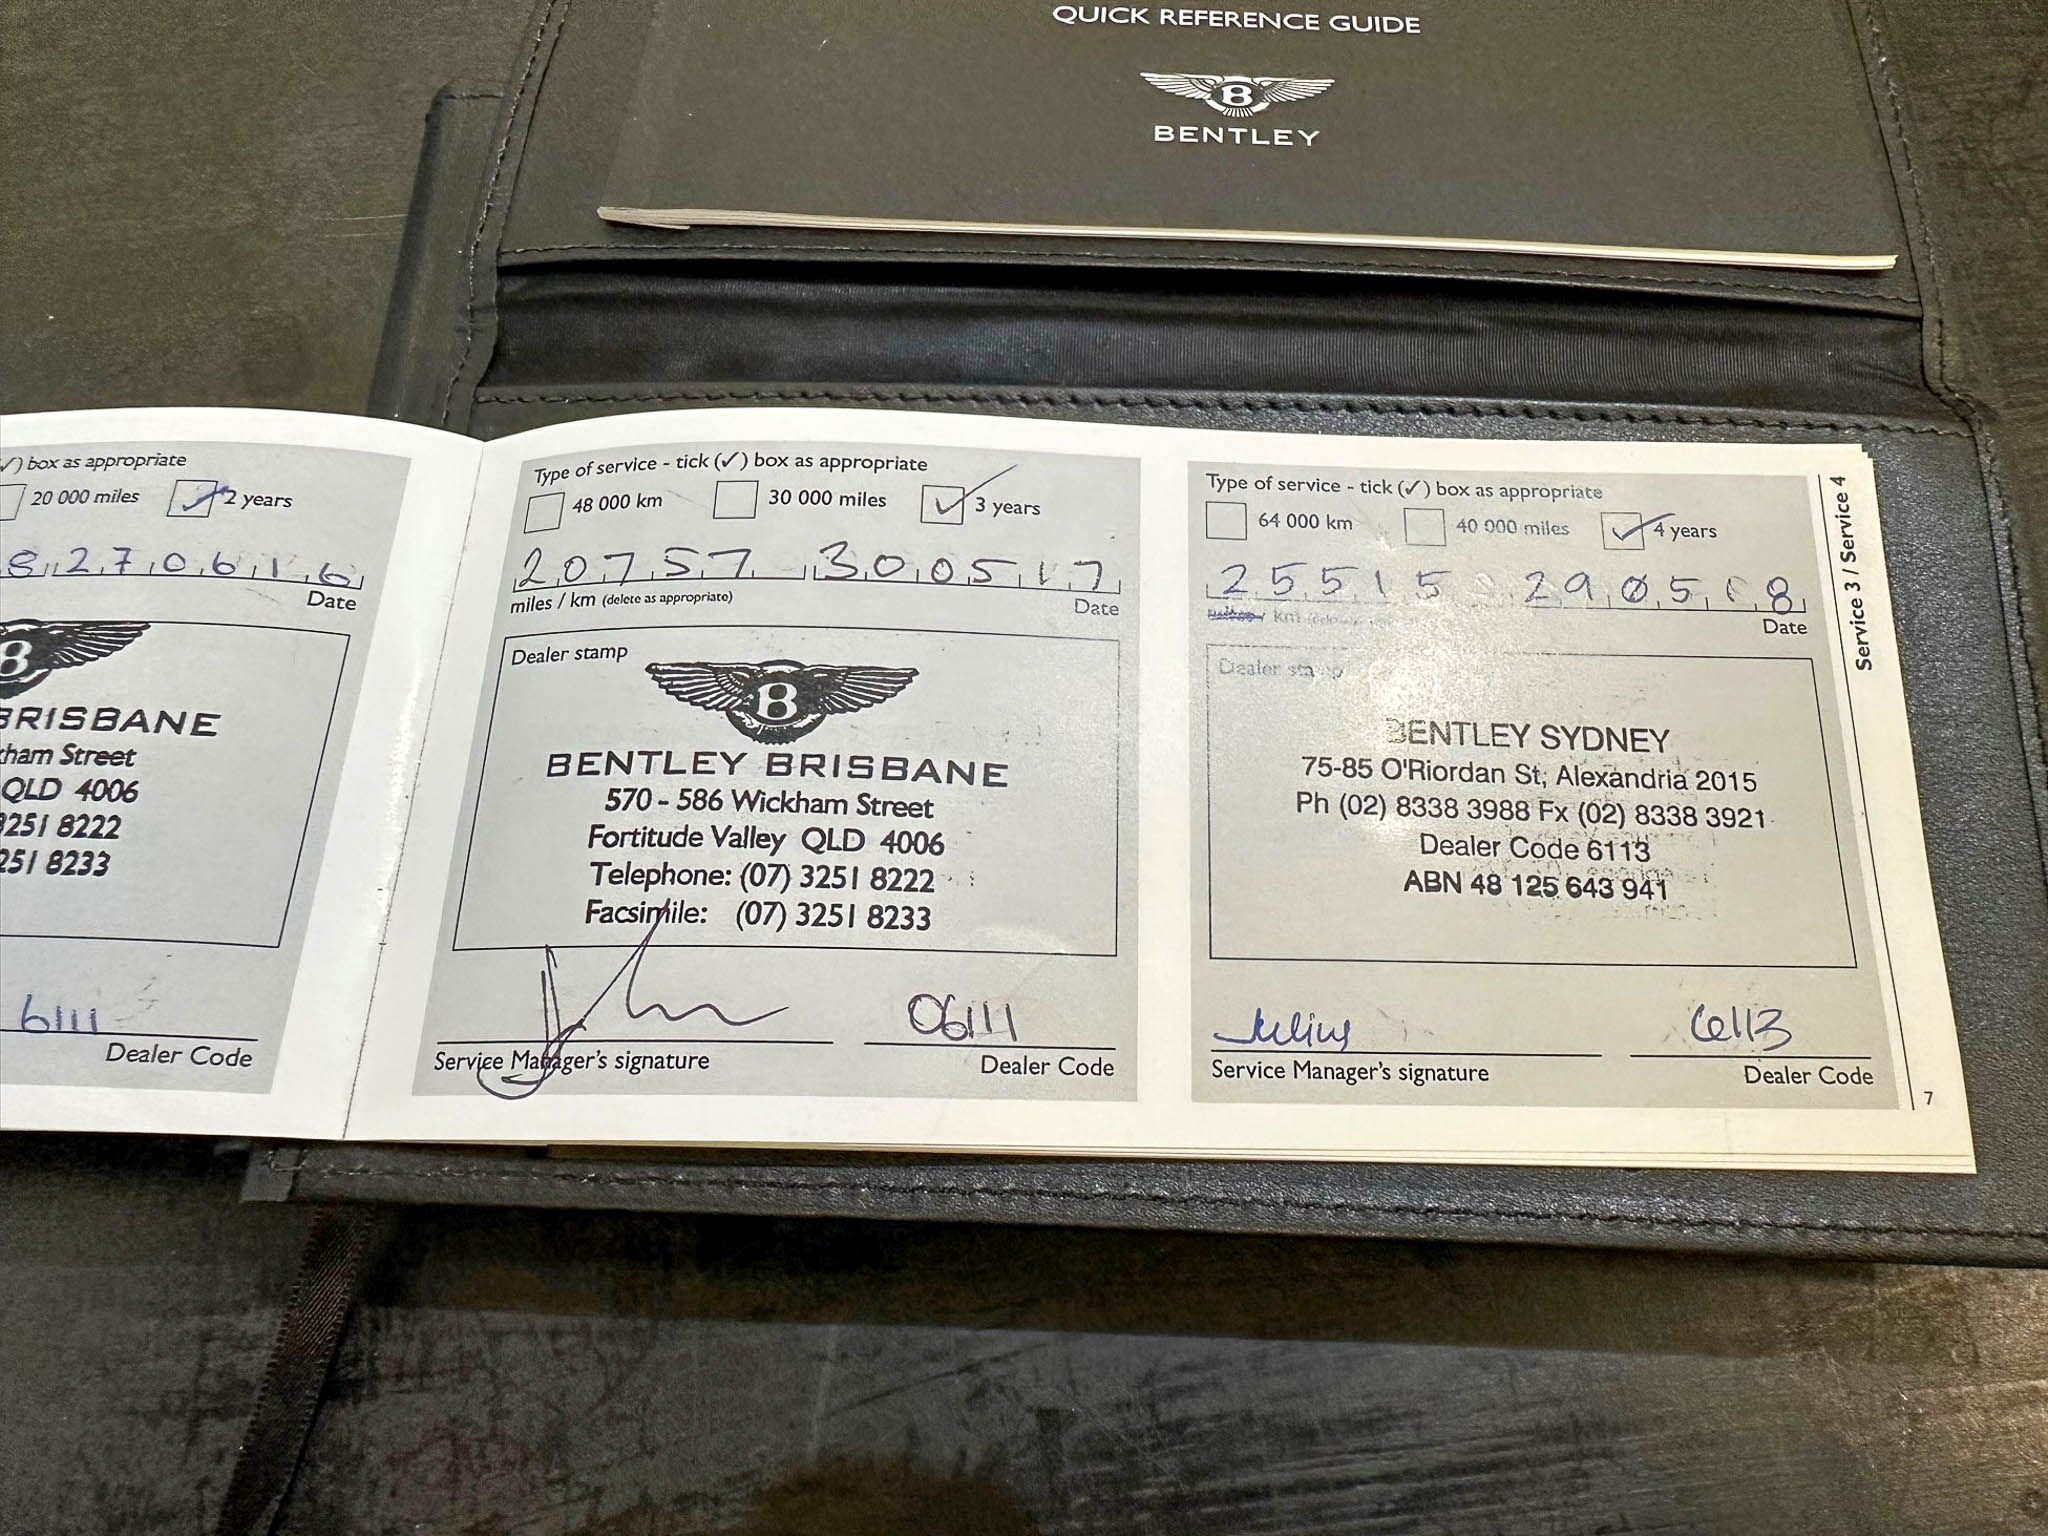 QUICK REFERENCE GUIDE
B
BENTLEY
(✓) box as appropriate
20 000 miles ✓ 2 years
8 2 7 0 6 1 6
Date
B
BRISBANE
kham Street
QLD 4006
3251 8222
251 8233
6111
Dealer Code
Type of service - tick (✓) box as appropriate
48 000 km 30 000 miles ✓ 3 years
2 0 7 5 7 3 0 0 5 1 7
miles / km (delete as appropriate) Date
Dealer stamp
B
BENTLEY BRISBANE
570 - 586 Wickham Street
Fortitude Valley QLD 4006
Telephone: (07) 3251 8222
Facsimile: (07) 3251 8233
06111
Service Manager's signature Dealer Code
Type of service - tick (✓) box as appropriate
64 000 km 40 000 miles ✓ 4 years
2 5 5 1 5 2 9 0 5 1 8
km Date
Dealer stamp
BENTLEY SYDNEY
75-85 O'Riordan St, Alexandria 2015
Ph (02) 8338 3988 Fx (02) 8338 3921
Dealer Code 6113
ABN 48 125 643 941
Julius 6113
Service Manager's signature Dealer Code
Service 3 / Service 4
7